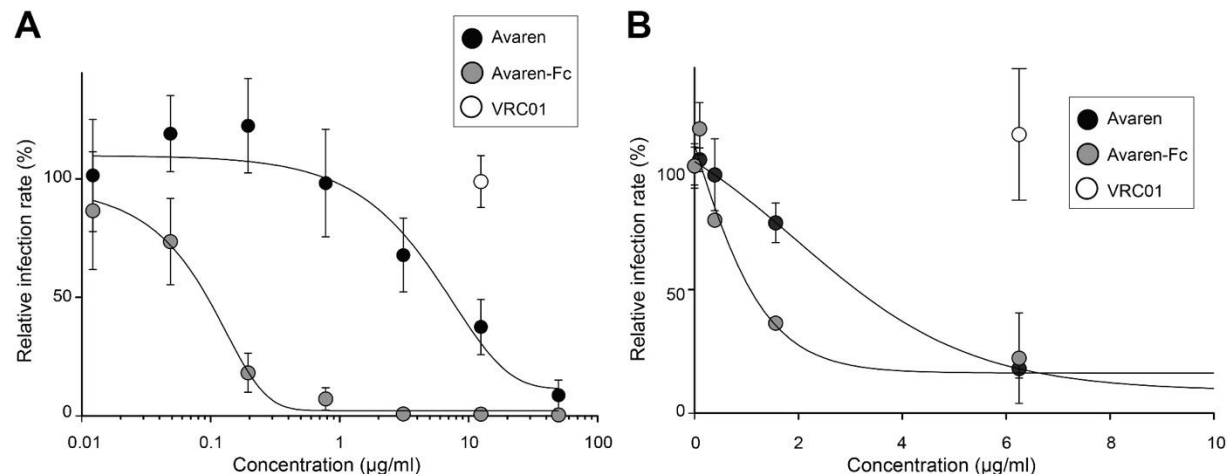 A
Avaren
Avaren-Fc
VRC01
Relative infection rate (%)
100
50
0
0.01 0.1 1 10 100
Concentration (µg/ml)
B
Avaren
Avaren-Fc
VRC01
Relative infection rate (%)
100
50
0
0 2 4 6 8 10
Concentration (µg/ml)